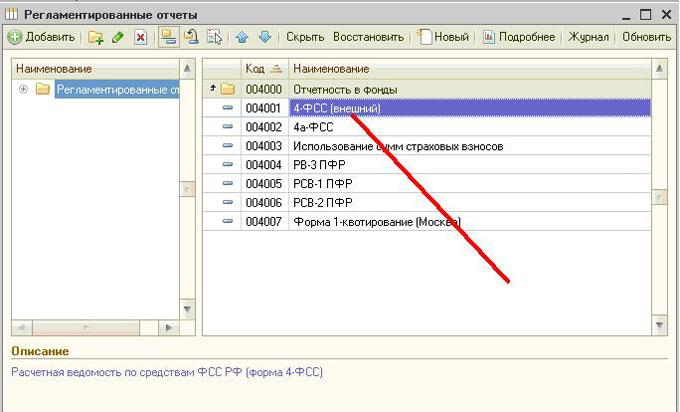 Регламентированные отчеты
Добавить Скрыть Восстановить Новый Подробнее Журнал Обновить
Наименование
Регламентированные от
Код Наименование
004000 Отчетность в фонды
004001 4-ФСС (внешний)
004002 4а-ФСС
004003 Использование сумм страховых взносов
004004 РВ-3 ПФР
004005 РСВ-1 ПФР
004006 РСВ-2 ПФР
004007 Форма 1-квотирование (Москва)
Описание
Расчетная ведомость по средствам ФСС РФ (форма 4-ФСС)